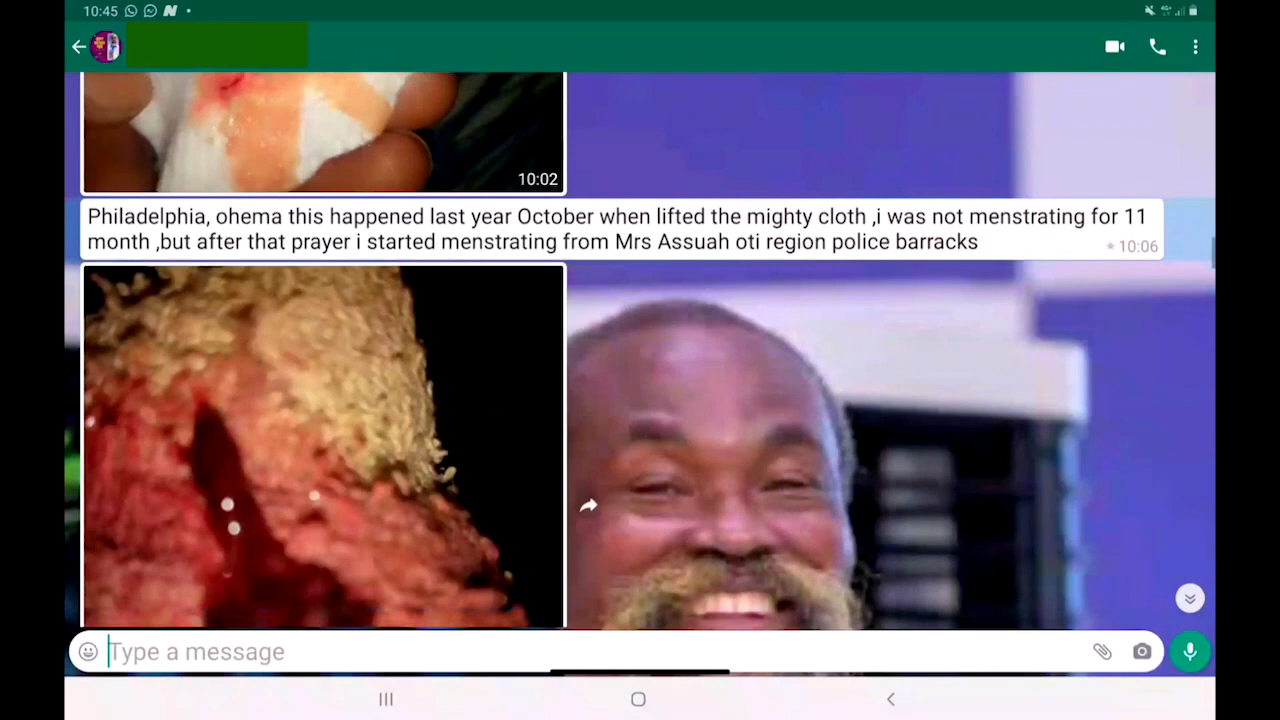 10:45
10:02
Philadelphia, ohema this happened last year October when lifted the mighty cloth ,i was not menstrating for 11
month ,but after that prayer i started menstrating from Mrs Assuah oti region police barracks
10:06
Type a message